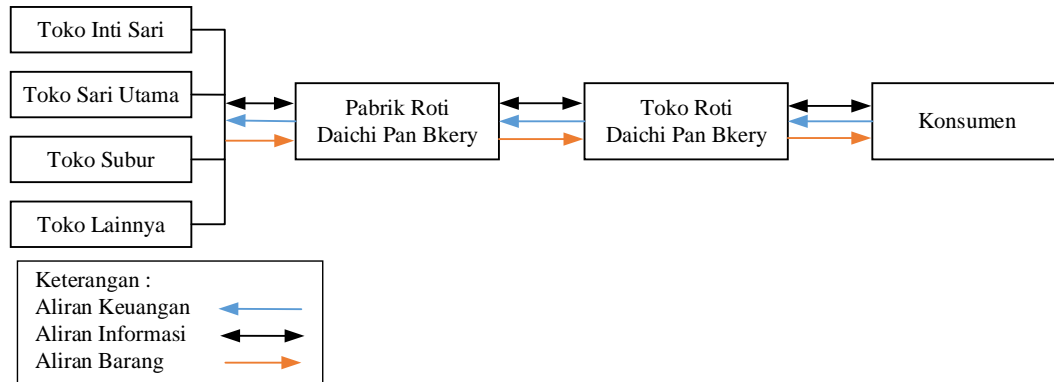 Toko Inti Sari
Toko Sari Utama
Toko Subur
Toko Lainnya
Pabrik Roti
Daichi Pan Bkery
Toko Roti
Daichi Pan Bkery
Konsumen
Keterangan :
Aliran Keuangan
Aliran Informasi
Aliran Barang